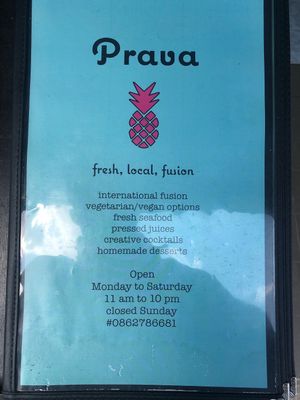 Prava
fresh, local, fusion
international fusion
vegetarian/vegan options
fresh seafood
pressed juices
creative cocktails
homemade desserts
Open
Monday to Saturday
11 am to 10 pm
closed Sunday
#0862786681